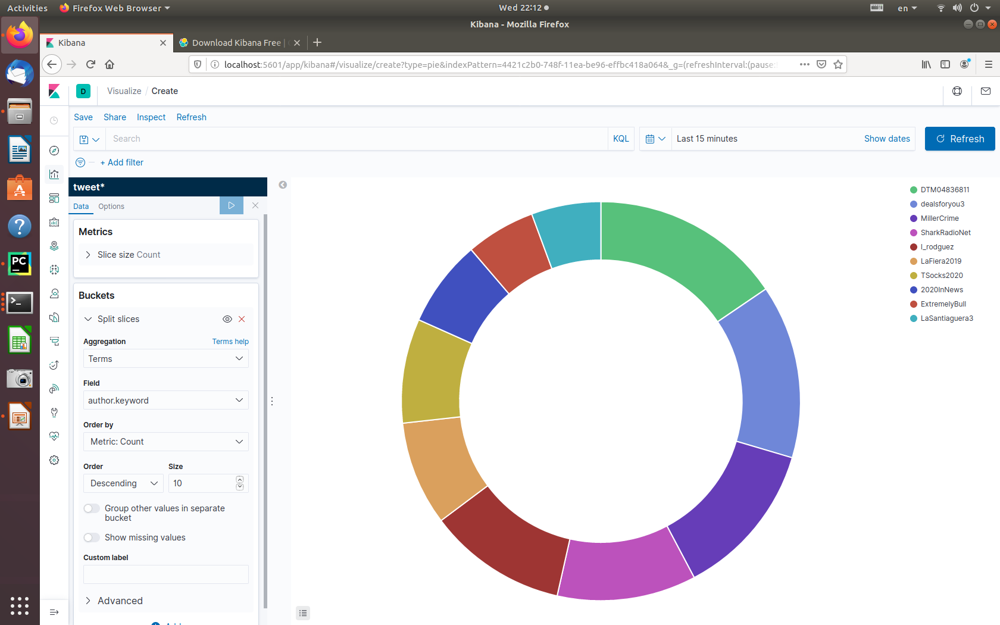 Activities Firefox Web Browser Wed 22:12 en
Kibana - Mozilla Firefox
Kibana Download Kibana Free |
localhost:5601/app/kibana#/visualize/create?type=pie&indexPattern=4421c2b0-748f-11ea-be96-effbc418a064&_g=(refreshInterval:(pause:
D Visualize / Create
Save Share Inspect Refresh
Search KQL Last 15 minutes Show dates Refresh
+ Add filter
tweet*
Data Options
Metrics
Slice size Count
Buckets
Split slices
Aggregation Terms help
Terms
Field
author.keyword
Order by
Metric: Count
Order Size
Descending 10
Group other values in separate
bucket
Show missing values
Custom label
Advanced
DTM04836811
dealsforyou3
MillerCrime
SharkRadioNet
l_rodguez
LaFiera2019
TSocks2020
2020InNews
ExtremelyBull
LaSantiaguera3
PC